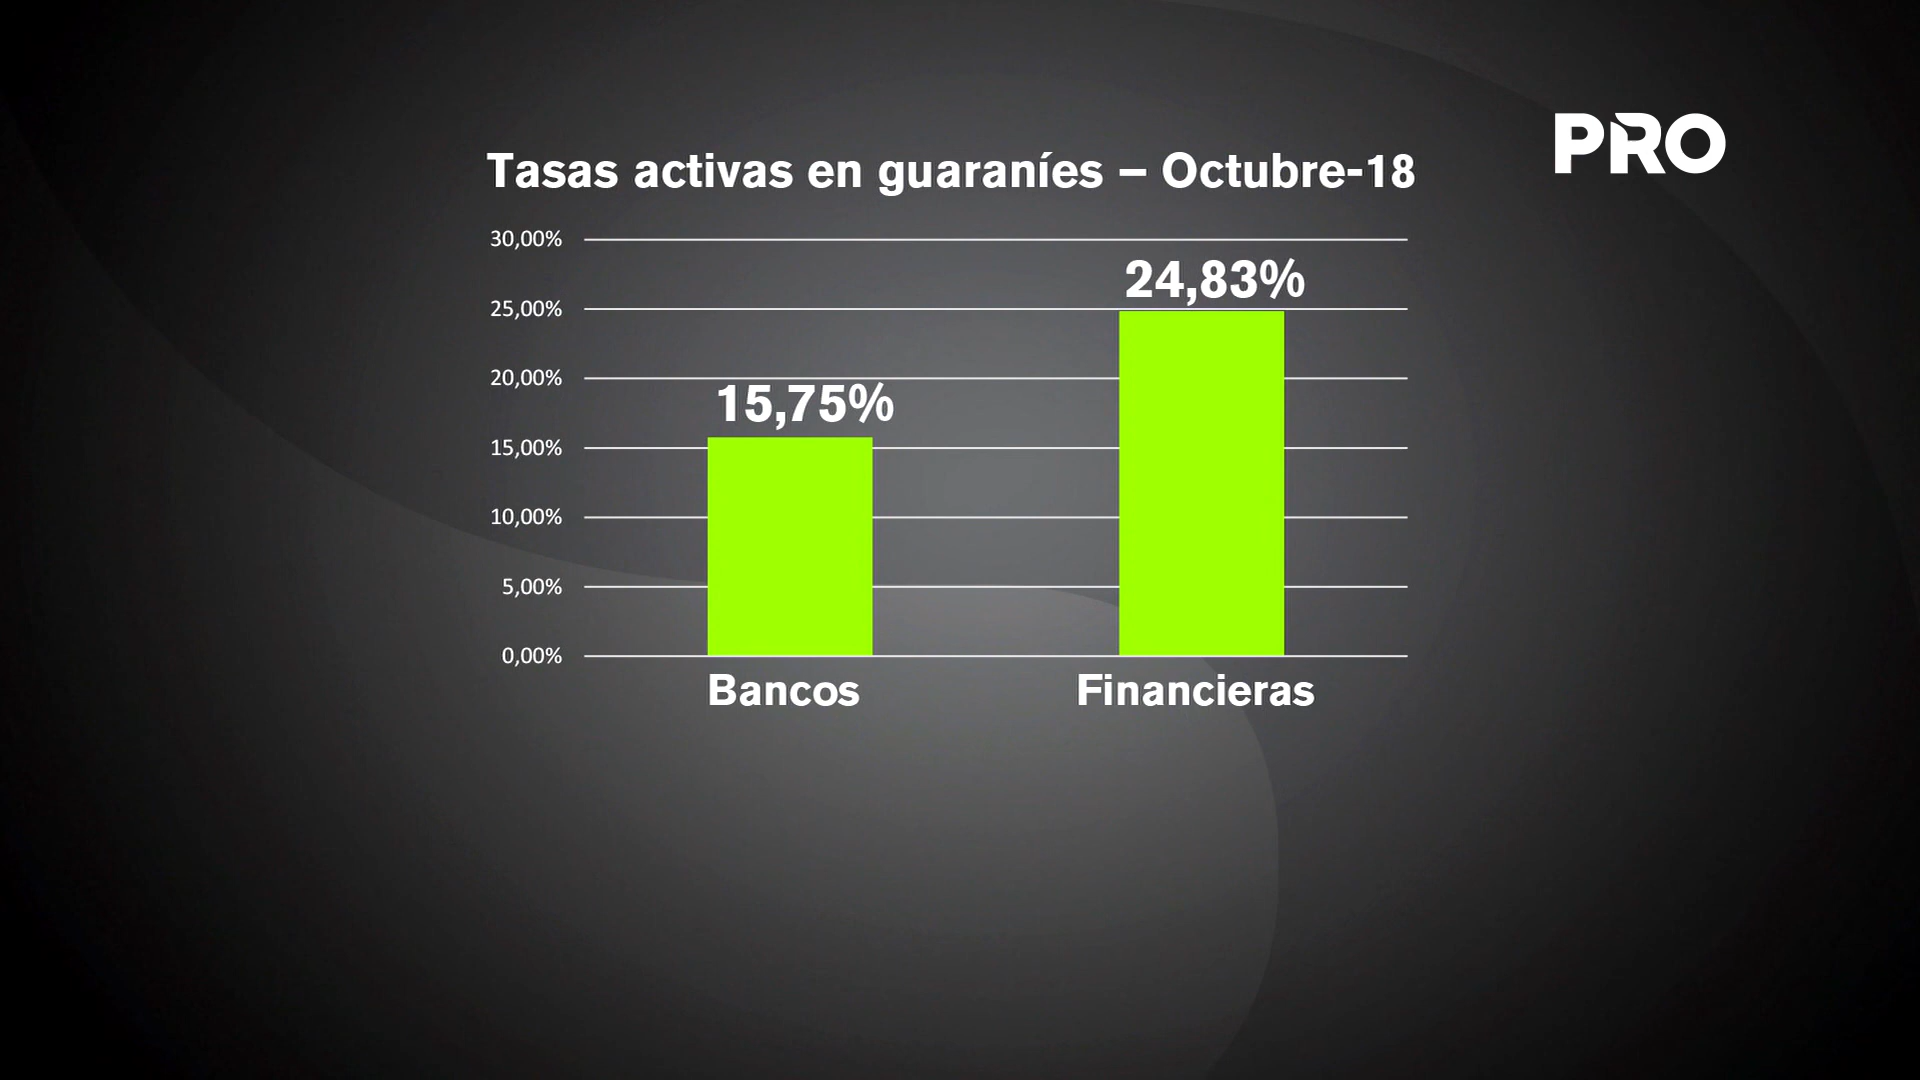 PRO
Tasas activas en guaraníes – Octubre-18
30,00%
24,83%
25,00%
20,00%
15,75%
15,00%
10,00%
5,00%
0,00%
Bancos
Financieras